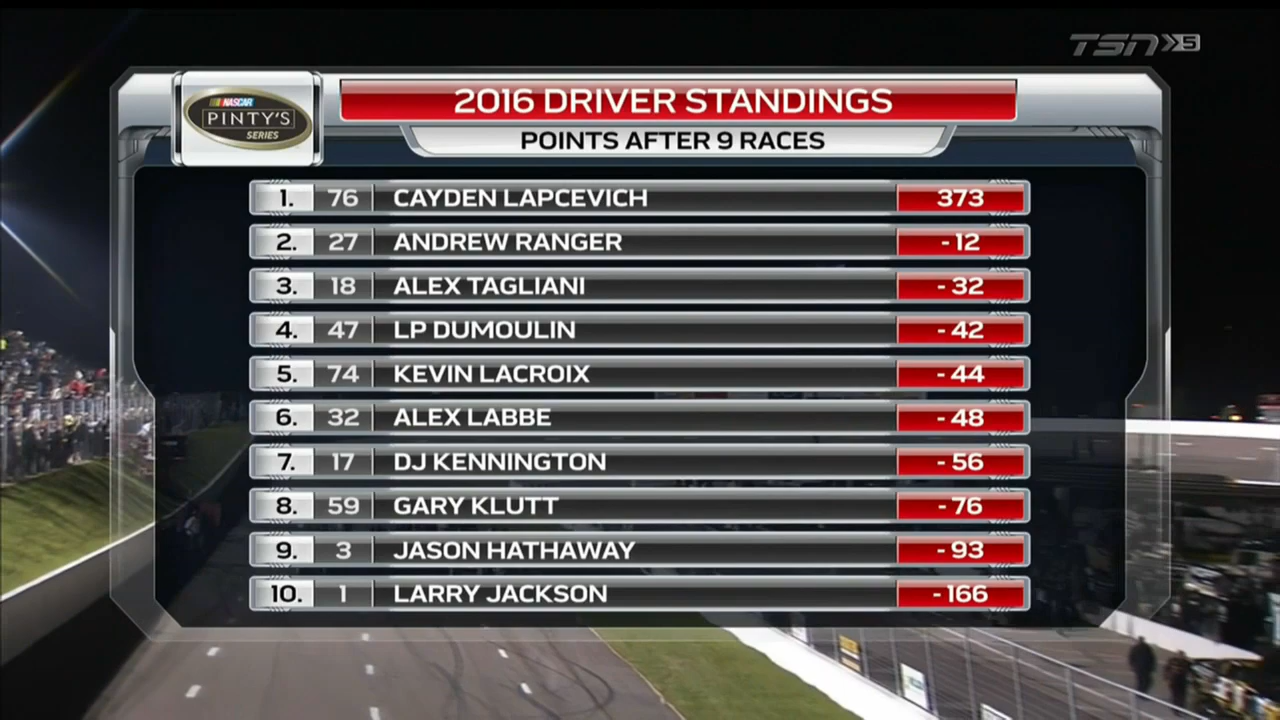 TSN 5
NASCAR
PINTY'S
SERIES
2016 DRIVER STANDINGS
POINTS AFTER 9 RACES
1. 76 CAYDEN LAPCEVICH 373
2. 27 ANDREW RANGER - 12
3. 18 ALEX TAGLIANI - 32
4. 47 LP DUMOULIN - 42
5. 74 KEVIN LACROIX - 44
6. 32 ALEX LABBE - 48
7. 17 DJ KENNINGTON - 56
8. 59 GARY KLUTT - 76
9. 3 JASON HATHAWAY - 93
10. 1 LARRY JACKSON - 166